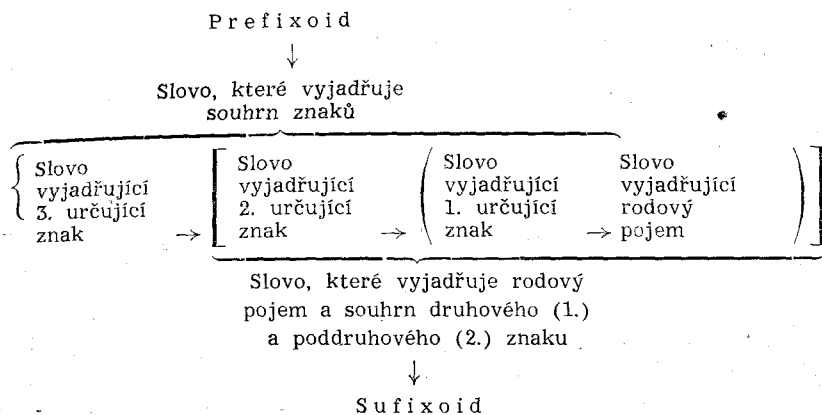 Prefixoid
↓
Slovo, které vyjadřuje
souhrn znaků
{ Slovo [ Slovo ( Slovo Slovo ) ]
vyjadřující vyjadřující vyjadřující vyjadřující
3. určující 2. určující 1. určující rodový
znak → znak → znak → pojem
Slovo, které vyjadřuje rodový
pojem a souhrn druhového (1.)
a poddruhového (2.) znaku
↓
Sufixoid